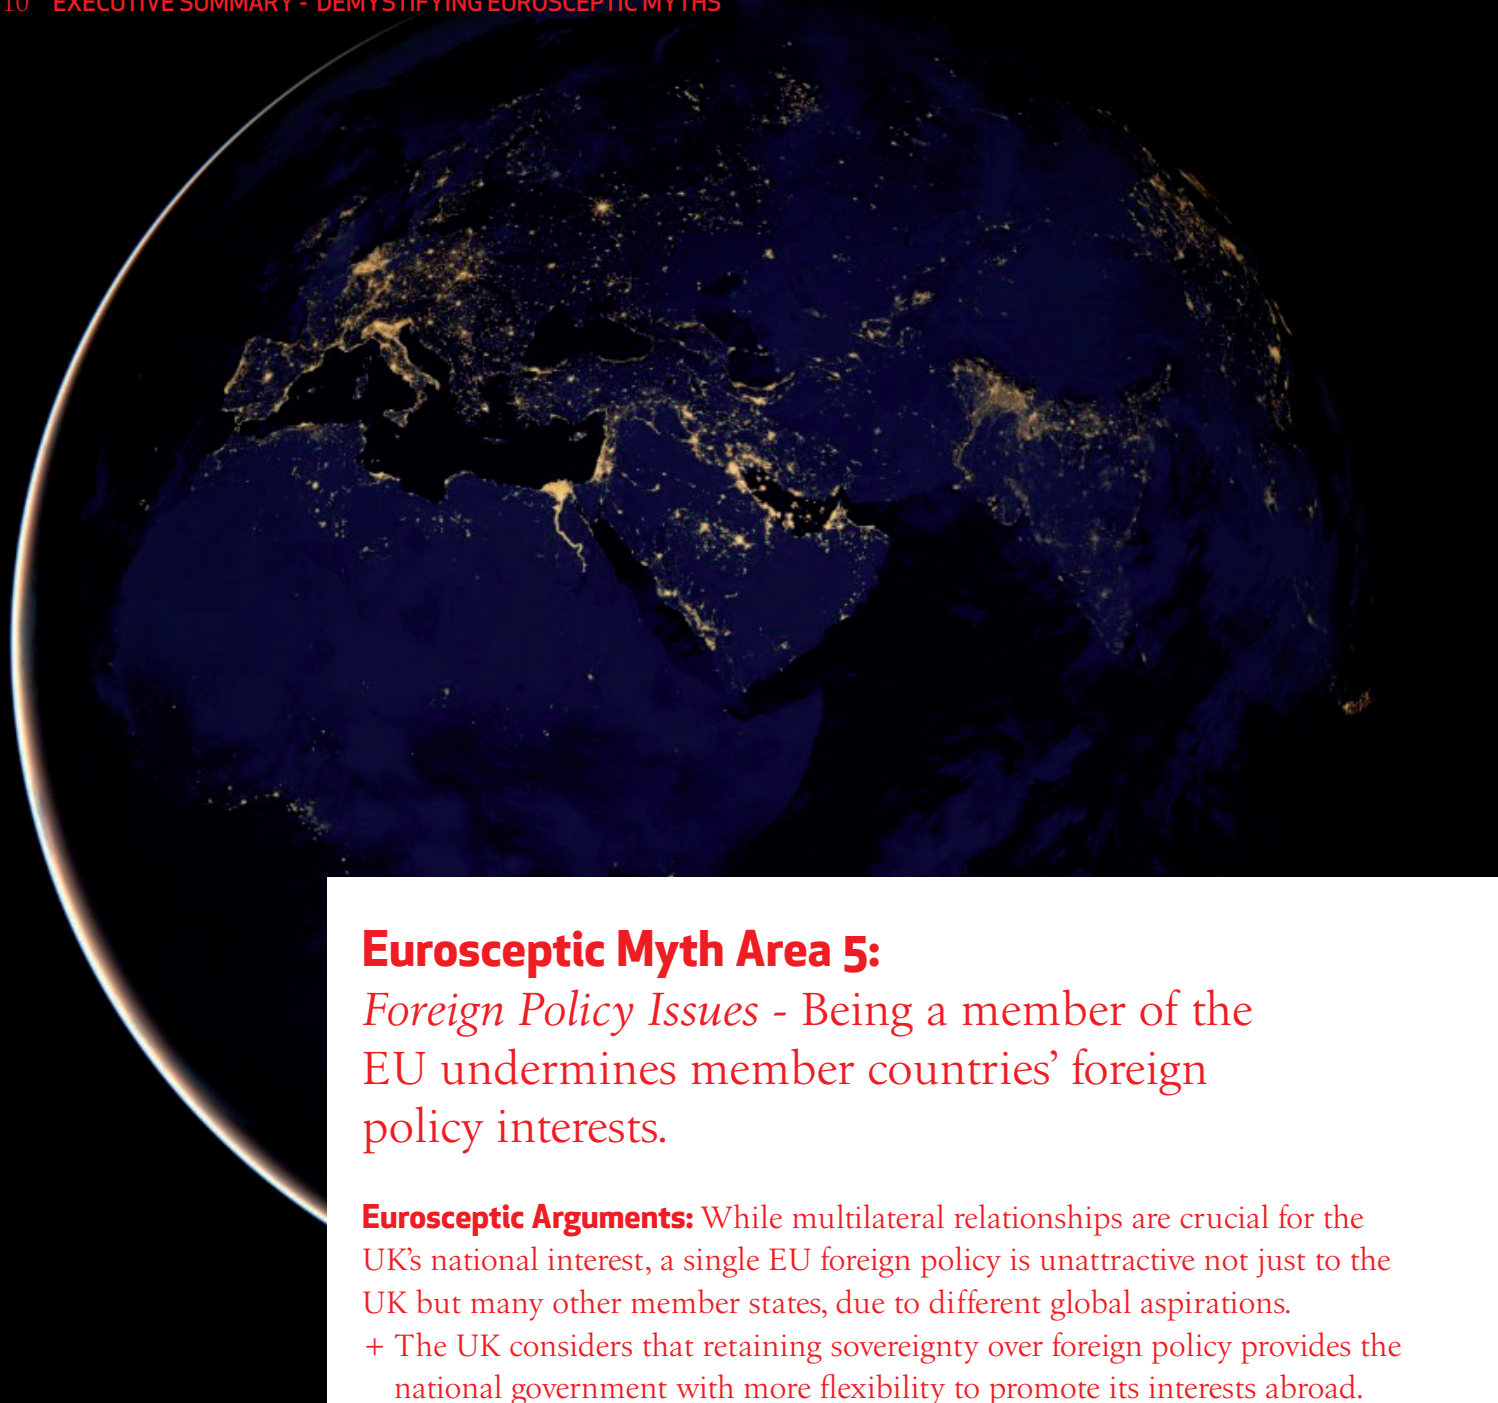 10 EXECUTIVE SUMMARY - DEMYSTIFYING EUROSCEPTIC MYTHS
Eurosceptic Myth Area 5:
Foreign Policy Issues - Being a member of the
EU undermines member countries’ foreign
policy interests.
Eurosceptic Arguments: While multilateral relationships are crucial for the
UK’s national interest, a single EU foreign policy is unattractive not just to the
UK but many other member states, due to different global aspirations.
+ The UK considers that retaining sovereignty over foreign policy provides the
national government with more flexibility to promote its interests abroad.